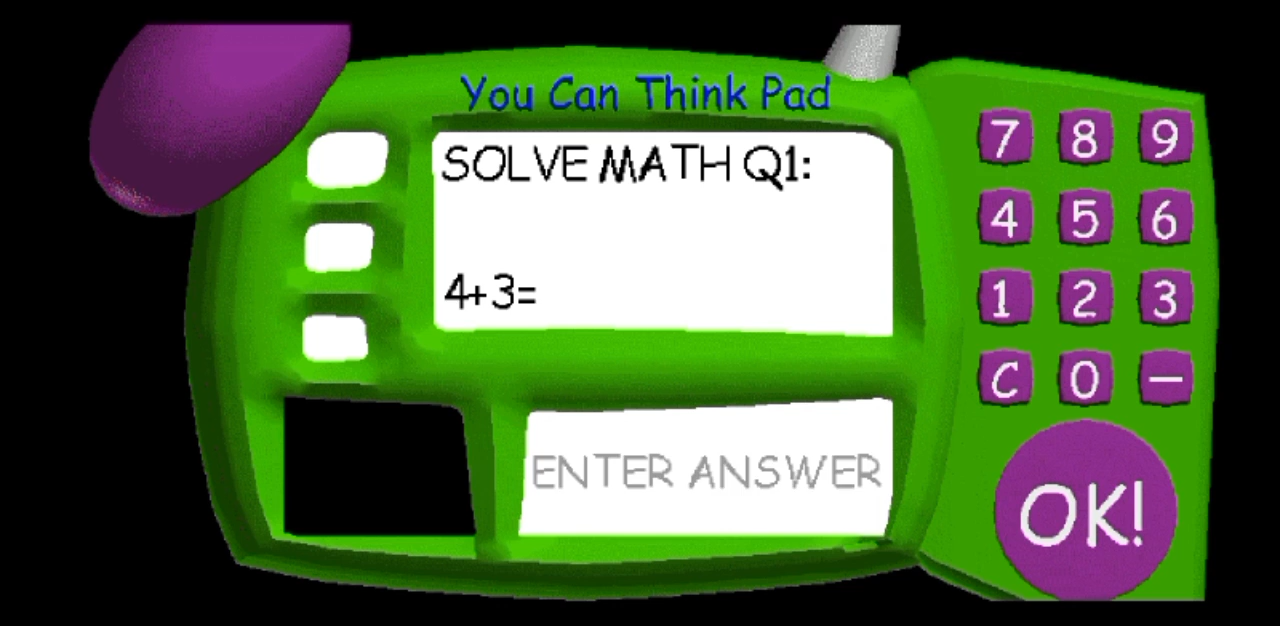 You Can Think Pad
SOLVE MATH Q1:
4+3=
ENTER ANSWER
7 8 9
4 5 6
1 2 3
C 0 –
OK!